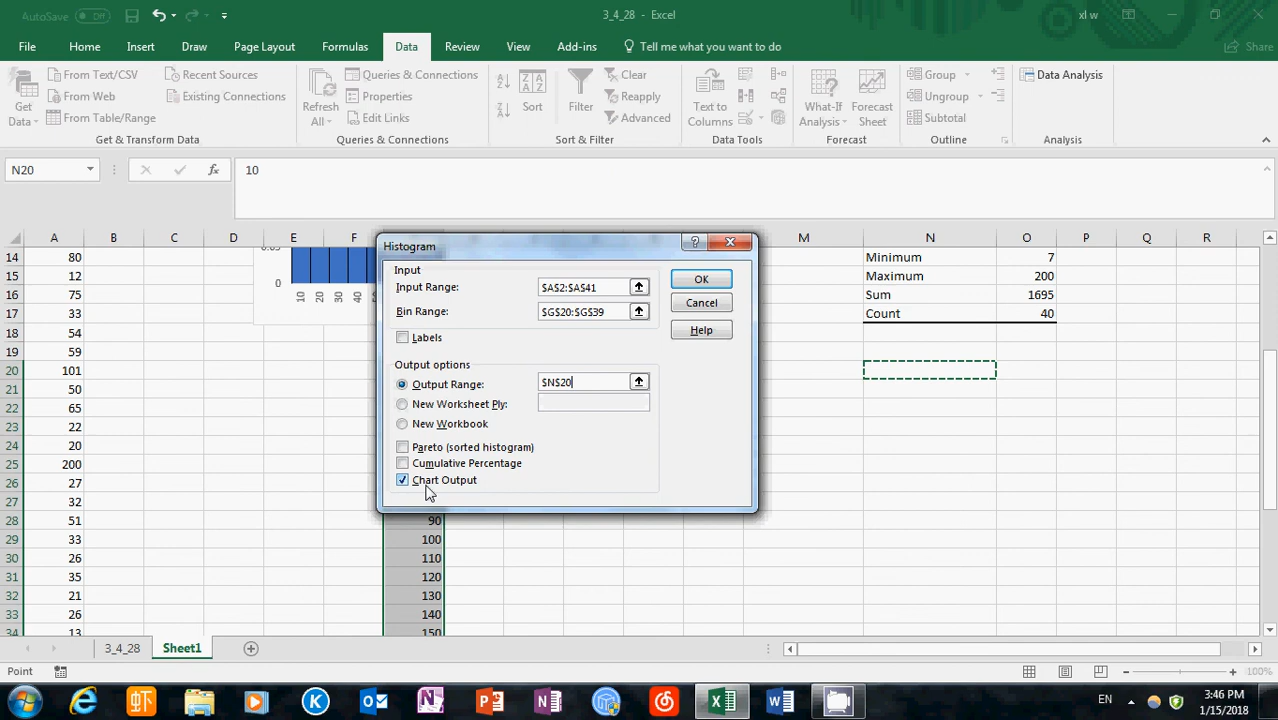 AutoSave Off
3_4_28 - Excel
xl w
File Home Insert Draw Page Layout Formulas Data Review View Add-ins Tell me what you want to do Share
Get Data
From Text/CSV
From Web
From Table/Range
Recent Sources
Existing Connections
Get & Transform Data
Refresh All
Queries & Connections
Properties
Edit Links
Queries & Connections
Sort
Filter
Clear
Reapply
Advanced
Sort & Filter
Text to Columns
Data Tools
What-If Analysis
Forecast Sheet
Forecast
Group
Ungroup
Subtotal
Outline
Data Analysis
Analysis
N20
fx
10
A B C D E F M N O P Q R
14 80 Minimum 7
15 12 Maximum 200
16 75 Sum 1695
17 33 Count 40
18 54
19 59
20 101
21 50
22 65
23 22
24 20
25 200
26 27
27 32
28 51 90
29 33 100
30 26 110
31 35 120
32 21 130
33 26 140
34 13 150
0.05
0
10
20
30
40
Histogram
?
Input
Input Range: $A$2:$A$41
Bin Range: $G$20:$G$39
Labels
Output options
Output Range: $N$20
New Worksheet Ply:
New Workbook
Pareto (sorted histogram)
Cumulative Percentage
Chart Output
OK
Cancel
Help
3_4_28 Sheet1
Point
100%
EN
3:46 PM
1/15/2018